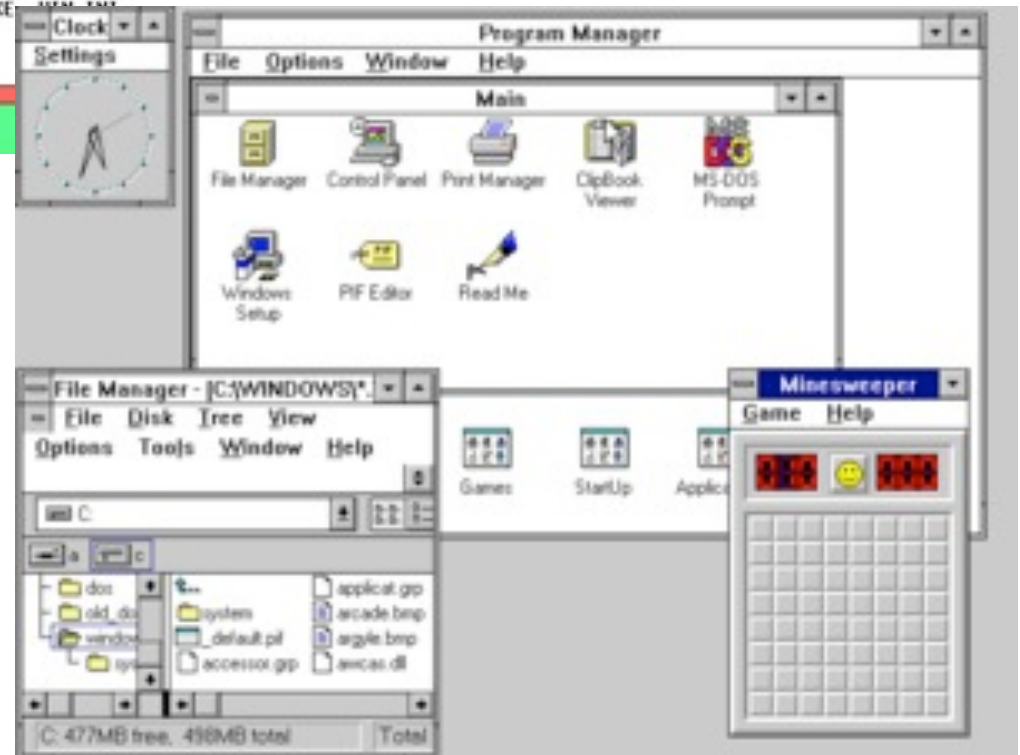 Clock
Settings
Program Manager
File Options Window Help
Main
File Manager
Control Panel
Print Manager
ClipBook
Viewer
MS-DOS
Prompt
Windows
Setup
PIF Editor
Read Me
File Manager - [C:\WINDOWS\*.
File Disk Tree View
Options Tools Window Help
C:
a c
dos
old_do
window
sys
system
_default.pif
accessor.grp
applicat.grp
arcade.bmp
argyle.bmp
awcas.dll
C: 477MB free, 498MB total
Total
Games
StartUp
Applica
Minesweeper
Game Help